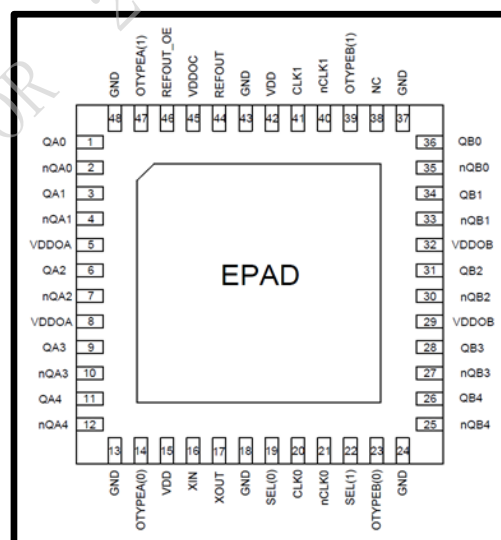 GND OTYPEA(1) REFOUT_OE VDDOC REFOUT GND VDD CLK1 nCLK1 OTYPEB(1) NC GND
48 47 46 45 44 43 42 41 40 39 38 37
QA0 1 36 QB0
nQA0 2 35 nQB0
QA1 3 34 QB1
nQA1 4 33 nQB1
VDDOA 5 32 VDDOB
QA2 6 31 QB2
EPAD
nQA2 7 30 nQB2
VDDOA 8 29 VDDOB
QA3 9 28 QB3
nQA3 10 27 nQB3
QA4 11 26 QB4
nQA4 12 25 nQB4
13 14 15 16 17 18 19 20 21 22 23 24
GND OTYPEA(0) VDD XIN XOUT GND SEL(0) CLK0 nCLK0 SEL(1) OTYPEB(0) GND
OR